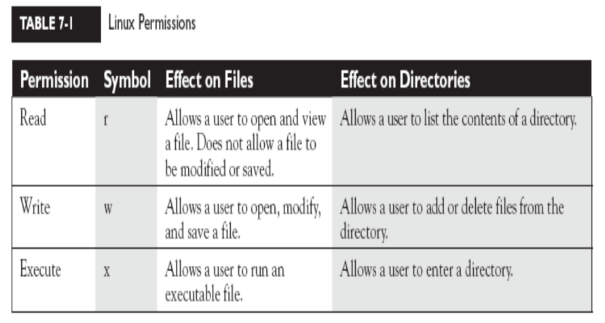 TABLE 7-1 Linux Permissions
Permission Symbol Effect on Files Effect on Directories
Read r Allows a user to open and view Allows a user to list the contents of a directory.
a file. Does not allow a file to
be modified or saved.
Write w Allows a user to open, modify, Allows a user to add or delete files from the
and save a file. directory.
Execute x Allows a user to run an Allows a user to enter a directory.
executable file.